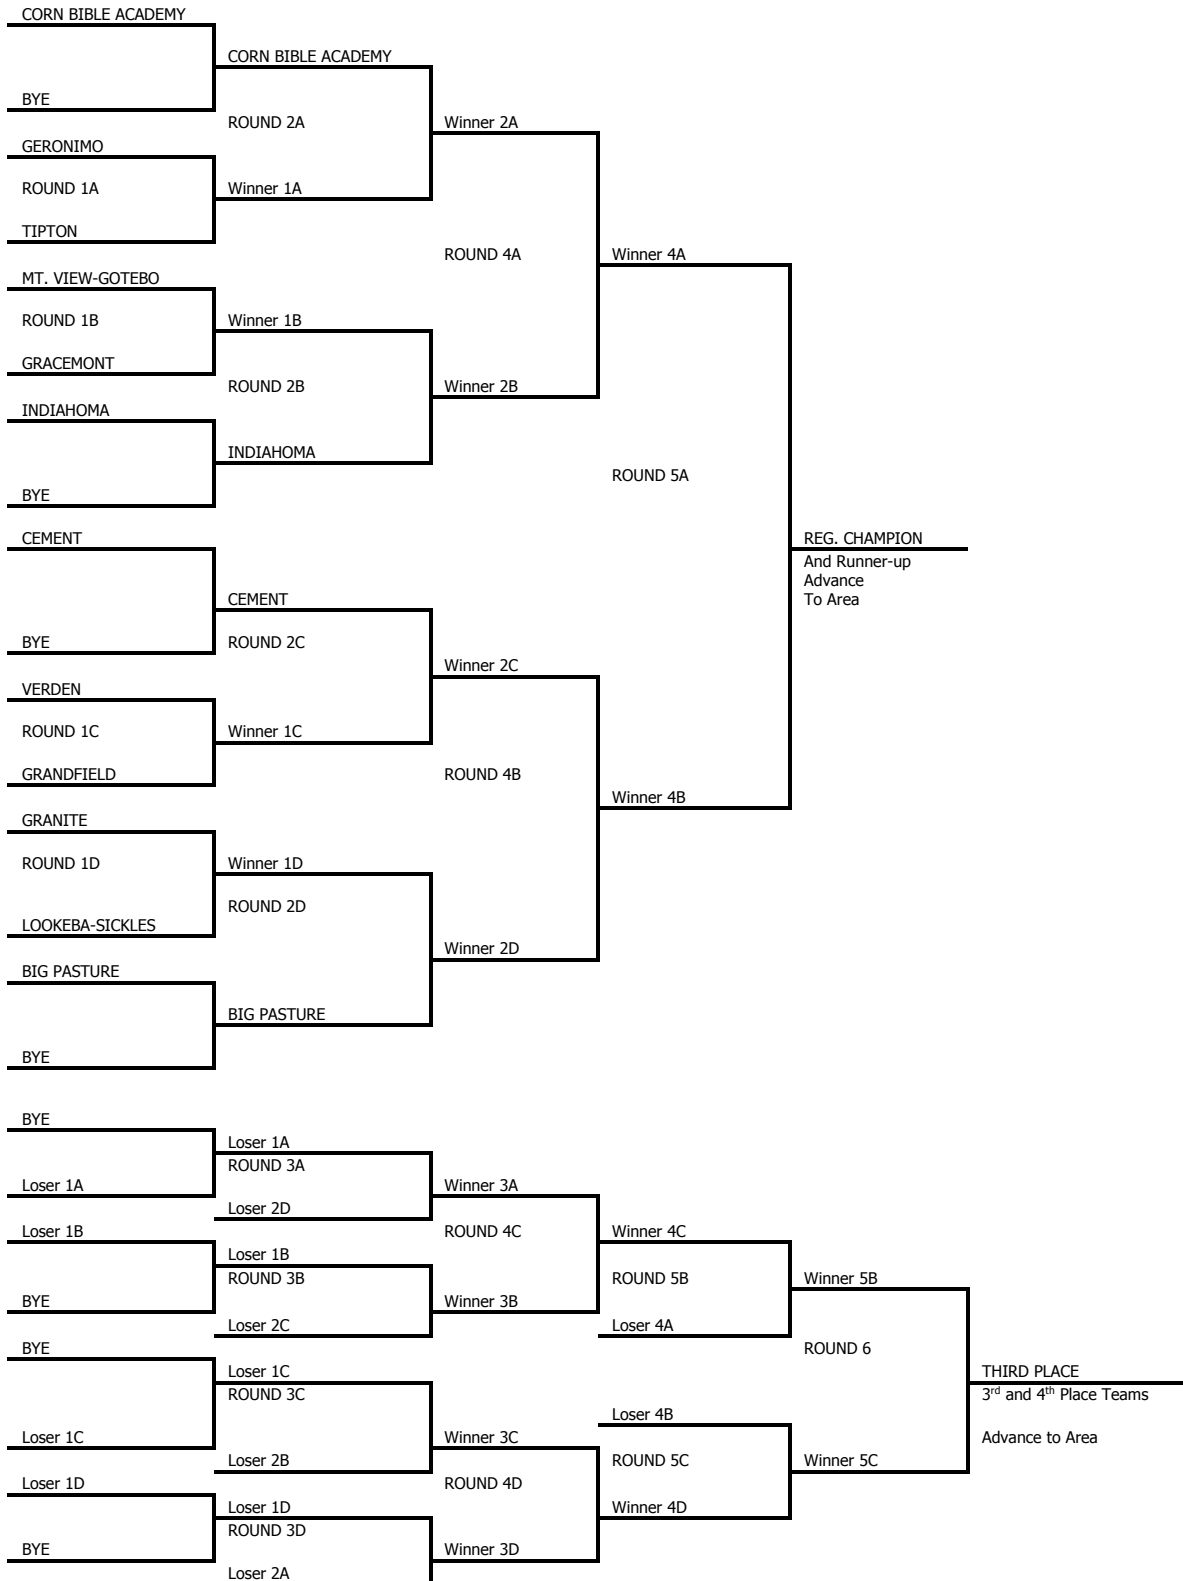 CORN BIBLE ACADEMY
CORN BIBLE ACADEMY
BYE
ROUND 2A
Winner 2A
GERONIMO
ROUND 1A
Winner 1A
TIPTON
ROUND 4A
Winner 4A
MT. VIEW-GOTEBO
ROUND 1B
Winner 1B
GRACEMONT
ROUND 2B
Winner 2B
INDIAHOMA
INDIAHOMA
ROUND 5A
BYE
CEMENT
REG. CHAMPION
And Runner-up
Advance
To Area
CEMENT
BYE
ROUND 2C
Winner 2C
VERDEN
ROUND 1C
Winner 1C
GRANDFIELD
ROUND 4B
Winner 4B
GRANITE
ROUND 1D
Winner 1D
ROUND 2D
LOOKEBA-SICKLES
Winner 2D
BIG PASTURE
BIG PASTURE
BYE
BYE
Loser 1A
ROUND 3A
Loser 1A
Winner 3A
Loser 2D
Loser 1B
ROUND 4C
Winner 4C
Loser 1B
ROUND 3B
ROUND 5B
Winner 5B
BYE
Winner 3B
Loser 2C
Loser 4A
BYE
ROUND 6
Loser 1C
THIRD PLACE
ROUND 3C
3rd and 4th Place Teams
Loser 4B
Loser 1C
Winner 3C
Advance to Area
Loser 2B
ROUND 5C
Winner 5C
Loser 1D
ROUND 4D
Loser 1D
Winner 4D
ROUND 3D
BYE
Winner 3D
Loser 2A